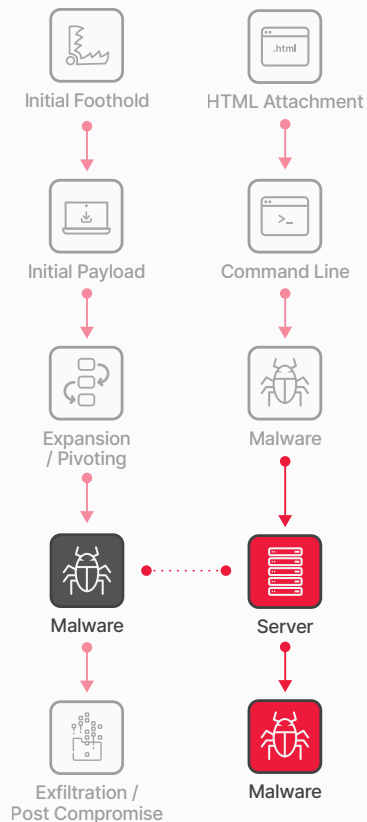 .html
Initial Foothold
HTML Attachment
>_
Initial Payload
Command Line
Expansion
/ Pivoting
Malware
Malware
Server
Exfiltration /
Post Compromise
Malware